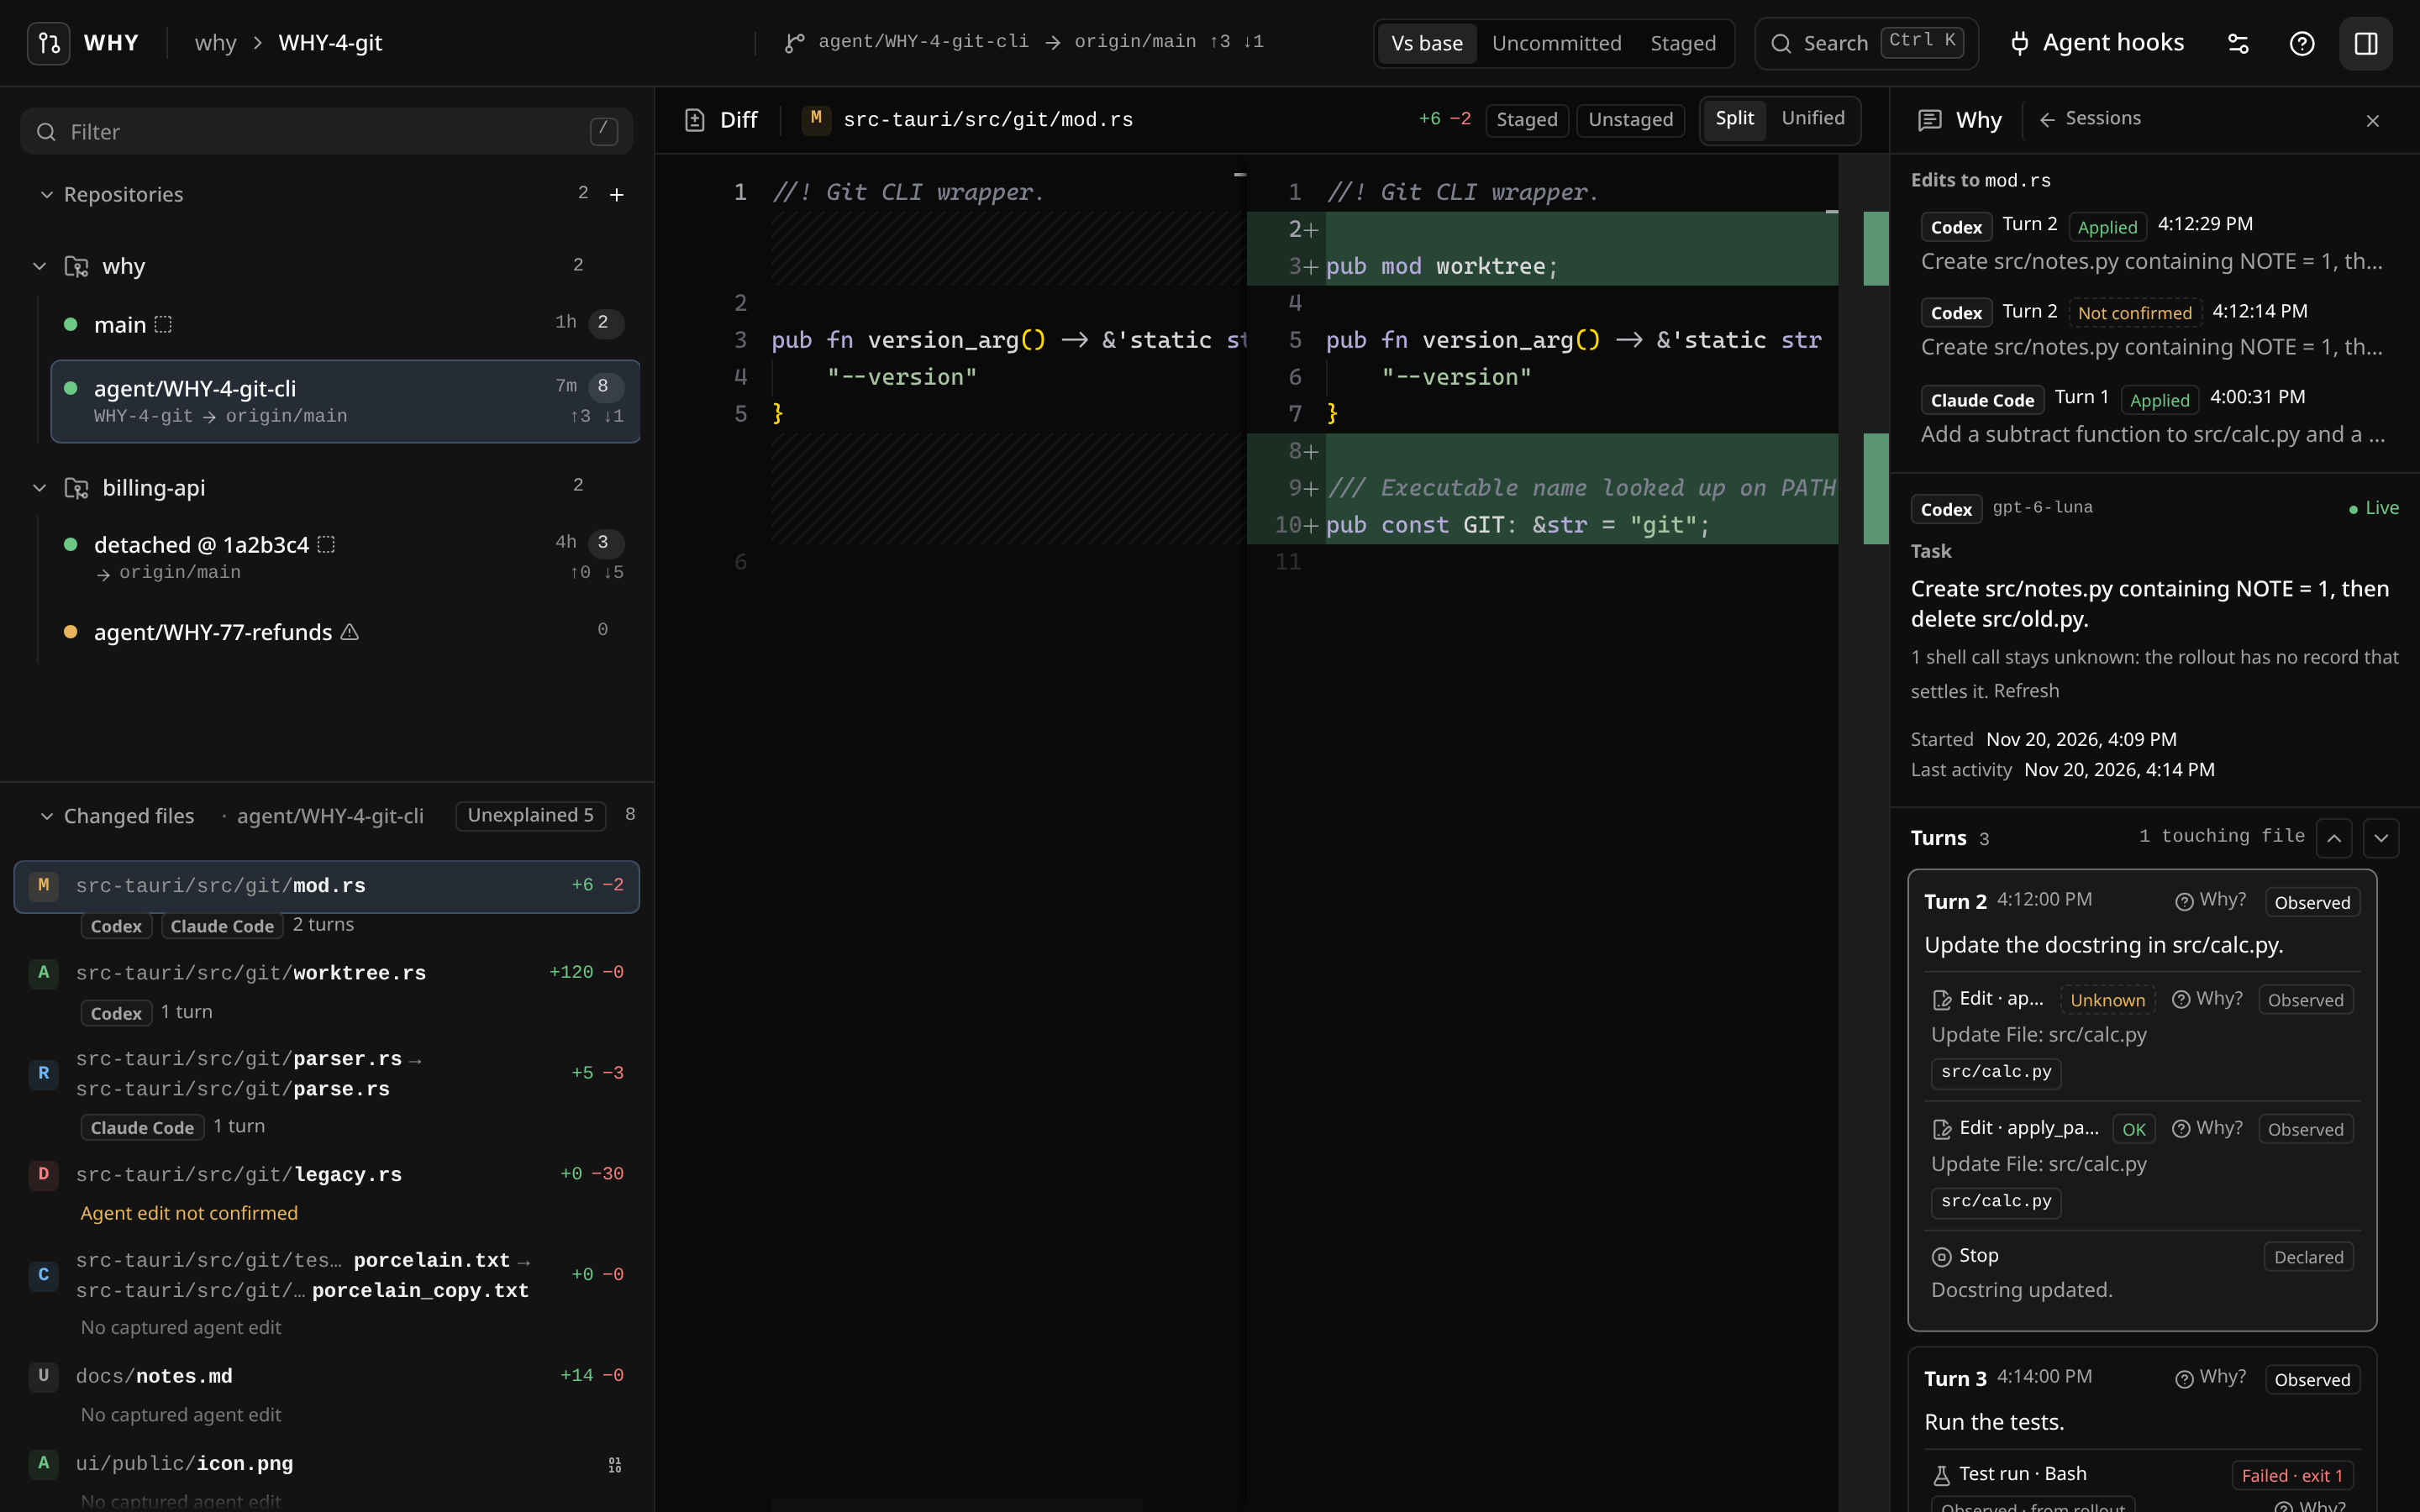 WHY
why > WHY-4-git
agent/WHY-4-git-cli → origin/main ↑3 ↓1
Vs base Uncommitted Staged
Search Ctrl K
Agent hooks
Filter /
Repositories 2 +
why 2
main 1h 2
agent/WHY-4-git-cli 7m 8
WHY-4-git → origin/main ↑3 ↓1
billing-api 2
detached @ 1a2b3c4 4h 3
→ origin/main ↑0 ↓5
agent/WHY-77-refunds 0
Changed files · agent/WHY-4-git-cli Unexplained 5 8
M src-tauri/src/git/mod.rs +6 −2
Codex Claude Code 2 turns
A src-tauri/src/git/worktree.rs +120 −0
Codex 1 turn
R src-tauri/src/git/parser.rs → +5 −3
src-tauri/src/git/parse.rs
Claude Code 1 turn
D src-tauri/src/git/legacy.rs +0 −30
Agent edit not confirmed
C src-tauri/src/git/tes… porcelain.txt → +0 −0
src-tauri/src/git/… porcelain_copy.txt
No captured agent edit
U docs/notes.md +14 −0
No captured agent edit
A ui/public/icon.png 01 10
No captured agent edit
Diff M src-tauri/src/git/mod.rs +6 −2 Staged Unstaged Split Unified
1 //! Git CLI wrapper.
2
3 pub fn version_arg() -> &'static st
4 "--version"
5 }
6
1 //! Git CLI wrapper.
2+
3+ pub mod worktree;
4
5 pub fn version_arg() -> &'static str
6 "--version"
7 }
8+
9+ /// Executable name looked up on PATH
10+ pub const GIT: &str = "git";
11
Why ← Sessions
Edits to mod.rs
Codex Turn 2 Applied 4:12:29 PM
Create src/notes.py containing NOTE = 1, th...
Codex Turn 2 Not confirmed 4:12:14 PM
Create src/notes.py containing NOTE = 1, th...
Claude Code Turn 1 Applied 4:00:31 PM
Add a subtract function to src/calc.py and a ...
Codex gpt-6-luna Live
Task
Create src/notes.py containing NOTE = 1, then
delete src/old.py.
1 shell call stays unknown: the rollout has no record that
settles it. Refresh
Started Nov 20, 2026, 4:09 PM
Last activity Nov 20, 2026, 4:14 PM
Turns 3 1 touching file
Turn 2 4:12:00 PM Why? Observed
Update the docstring in src/calc.py.
Edit · ap... Unknown Why? Observed
Update File: src/calc.py
src/calc.py
Edit · apply_pa... OK Why? Observed
Update File: src/calc.py
src/calc.py
Stop Declared
Docstring updated.
Turn 3 4:14:00 PM Why? Observed
Run the tests.
Test run · Bash Failed · exit 1
Observed · from rollout Why?